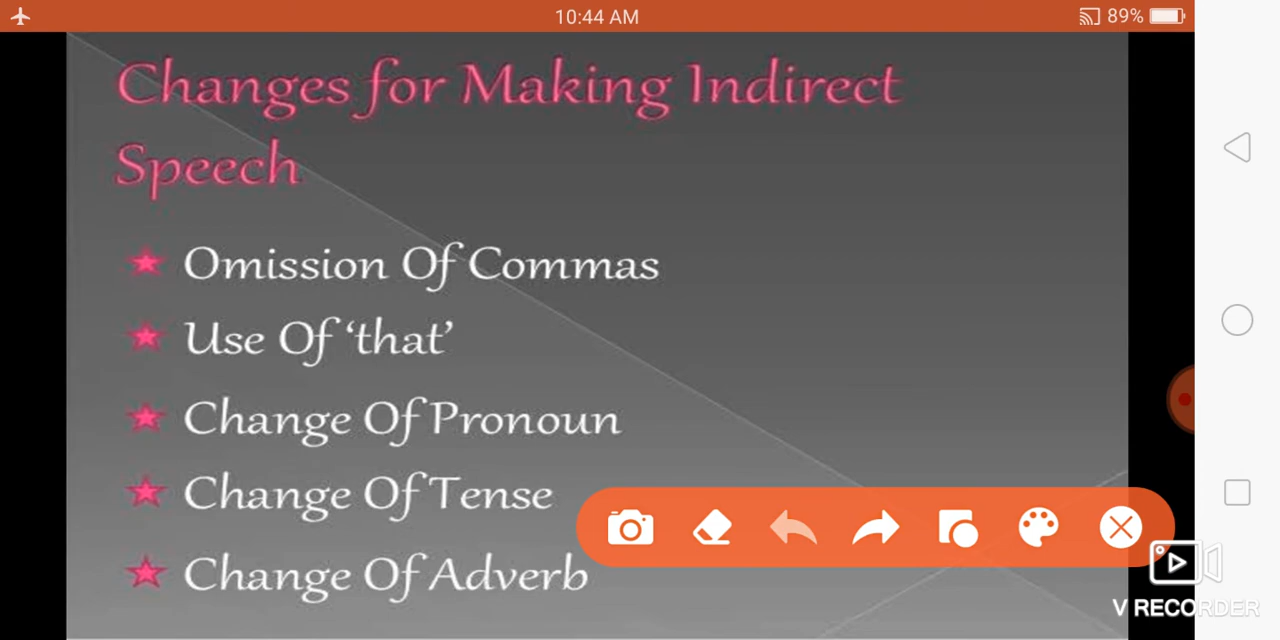 10:44 AM
89%
Changes for Making Indirect
Speech
Omission Of Commas
Use Of ‘that’
Change Of Pronoun
Change Of Tense
Change Of Adverb
V RECORDER